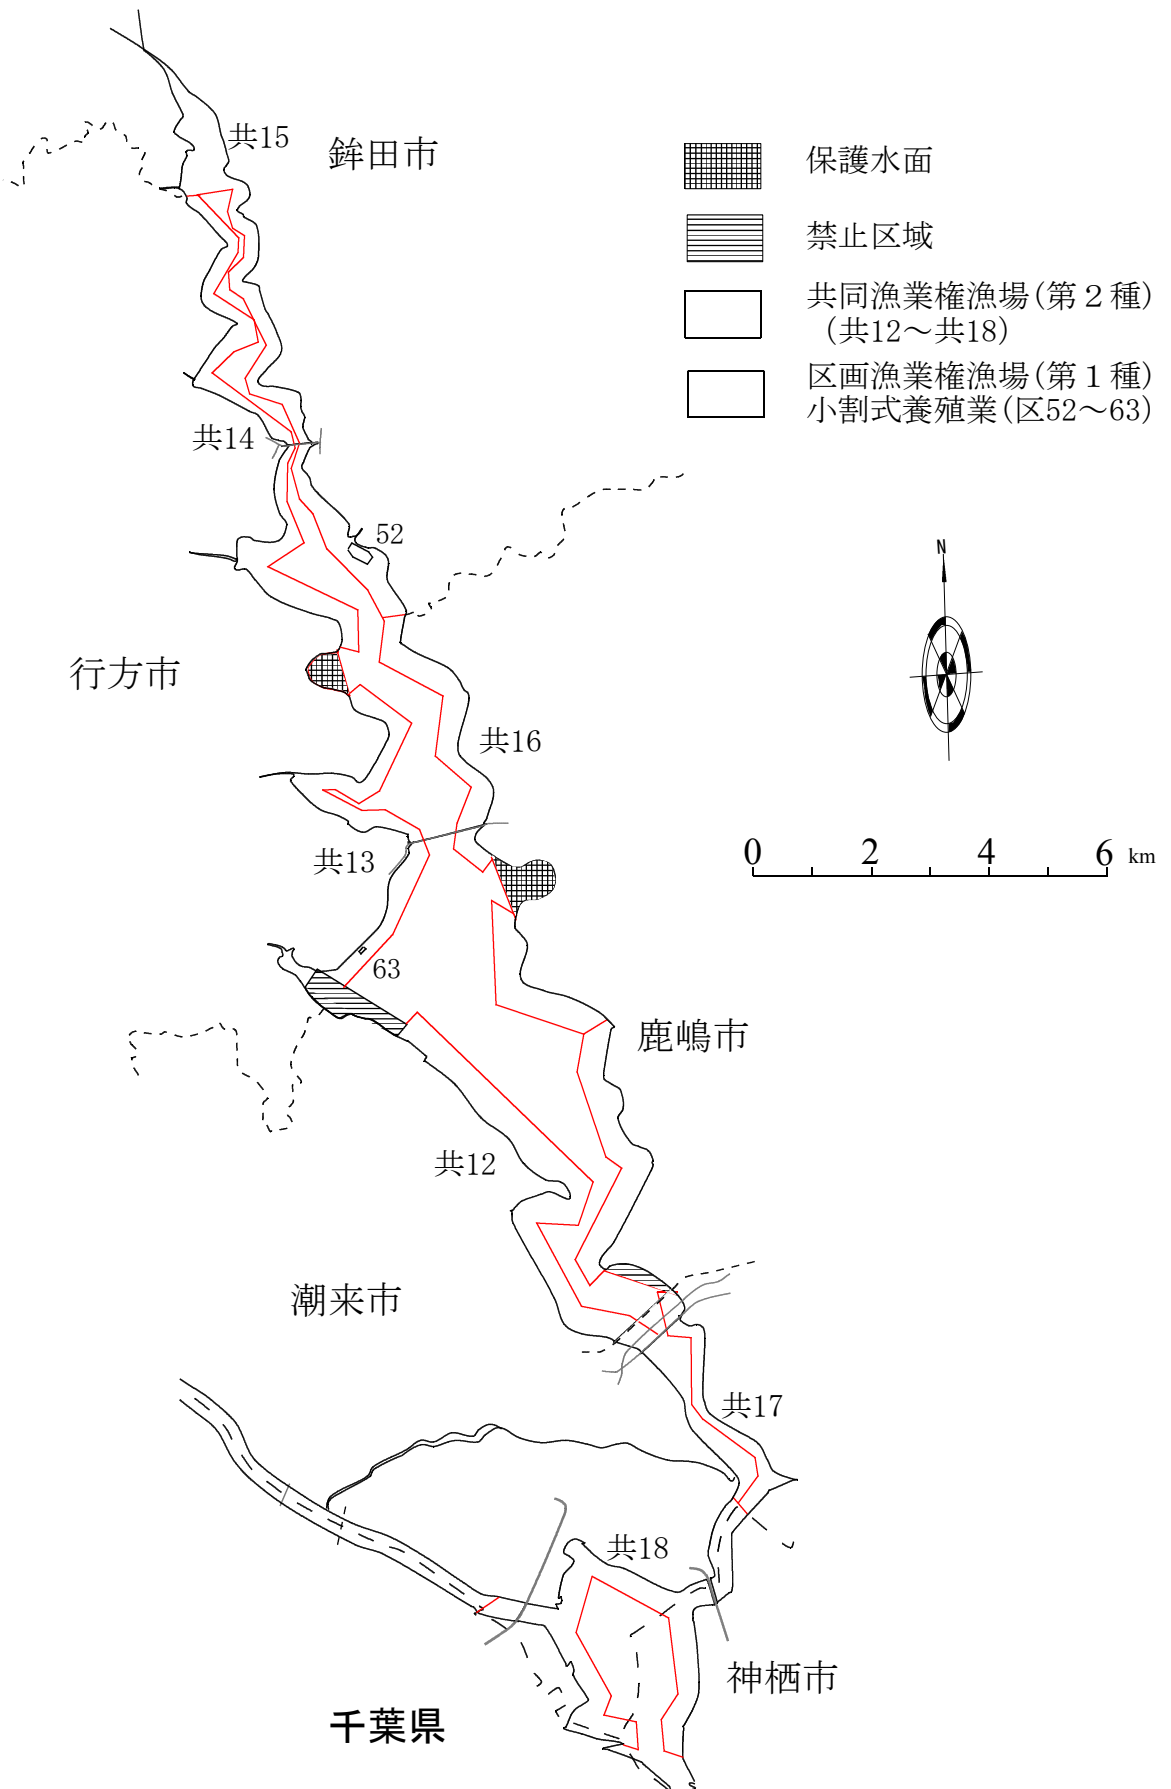 共15
鉾田市
保護水面
禁止区域
共同漁業権漁場(第２種)
(共12～共18)
区画漁業権漁場(第１種)
小割式養殖業(区52～63)
共14
52
N
行方市
共16
0 2 4 6 km
共13
63
鹿嶋市
共12
潮来市
共17
共18
神栖市
千葉県